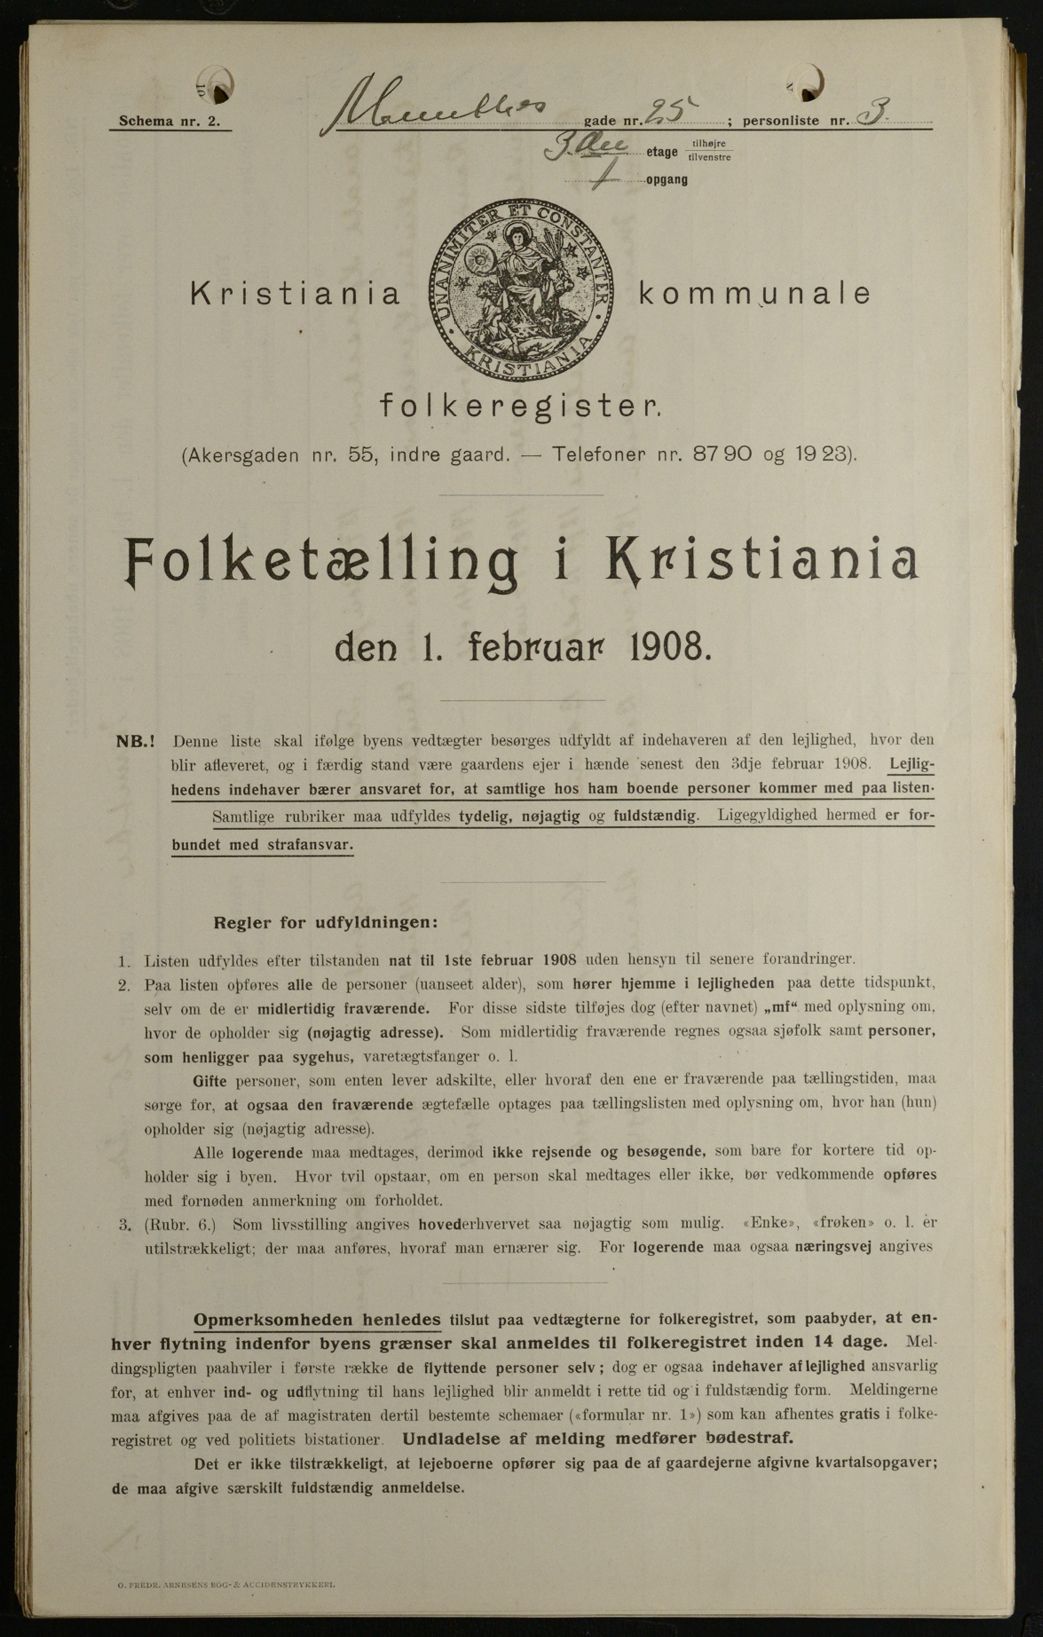 Schema nr. 2. Munthes gade nr. 25 ; personliste nr. 3
3. etage tilhøjre
tilvenstre
opgang
UNANIMITER ET CONSTANTER
KRISTIANIA
Kristiania kommunale
folkeregister.
(Akersgaden nr. 55, indre gaard. — Telefoner nr. 8790 og 1923).
Folketælling i Kristiania
den 1. februar 1908.
NB.! Denne liste skal ifølge byens vedtægter besørges udfyldt af indehaveren af den lejlighed, hvor den
blir afleveret, og i færdig stand være gaardens ejer i hænde senest den 3dje februar 1908. Lejlig-
hedens indehaver bærer ansvaret for, at samtlige hos ham boende personer kommer med paa listen.
Samtlige rubriker maa udfyldes tydelig, nøjagtig og fuldstændig. Ligegyldighed hermed er for-
bundet med strafansvar.
Regler for udfyldningen:
1. Listen udfyldes efter tilstanden nat til 1ste februar 1908 uden hensyn til senere forandringer.
2. Paa listen opføres alle de personer (uanseet alder), som hører hjemme i lejligheden paa dette tidspunkt,
selv om de er midlertidig fraværende. For disse sidste tilføjes dog (efter navnet) „mf“ med oplysning om,
hvor de opholder sig (nøjagtig adresse). Som midlertidig fraværende regnes ogsaa sjøfolk samt personer,
som henligger paa sygehus, varetægtsfanger o. l.
Gifte personer, som enten lever adskilte, eller hvoraf den ene er fraværende paa tællingstiden, maa
sørge for, at ogsaa den fraværende ægtefælle optages paa tællingslisten med oplysning om, hvor han (hun)
opholder sig (nøjagtig adresse).
Alle logerende maa medtages, derimod ikke rejsende og besøgende, som bare for kortere tid op-
holder sig i byen. Hvor tvil opstaar, om en person skal medtages eller ikke, bør vedkommende opføres
med fornøden anmerkning om forholdet.
3. (Rubr. 6.) Som livsstilling angives hovederhvervet saa nøjagtig som mulig. «Enke», «frøken» o. l. er
utilstrækkeligt; der maa anføres, hvoraf man ernærer sig. For logerende maa ogsaa næringsvej angives
Opmerksomheden henledes tilslut paa vedtægterne for folkeregistret, som paabyder, at en-
hver flytning indenfor byens grænser skal anmeldes til folkeregistret inden 14 dage. Mel-
dingspligten paahviler i første række de flyttende personer selv; dog er ogsaa indehaver af lejlighed ansvarlig
for, at enhver ind- og udflytning til hans lejlighed blir anmeldt i rette tid og i fuldstændig form. Meldingerne
maa afgives paa de af magistraten dertil bestemte schemaer («formular nr. 1») som kan afhentes gratis i folke-
registret og ved politiets bistationer. Undladelse af melding medfører bødestraf.
Det er ikke tilstrækkeligt, at lejeboerne opfører sig paa de af gaardejerne afgivne kvartalsopgaver;
de maa afgive særskilt fuldstændig anmeldelse.
O. FREDR. ARNESENS BOG- & ACCIDENSTRYKKERI.